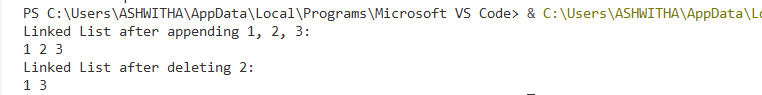 PS C:\Users\ASHWITHA\AppData\Local\Programs\Microsoft VS Code> & C:\Users\ASHWITHA\AppData\L
Linked List after appending 1, 2, 3:
1 2 3
Linked List after deleting 2:
1 3